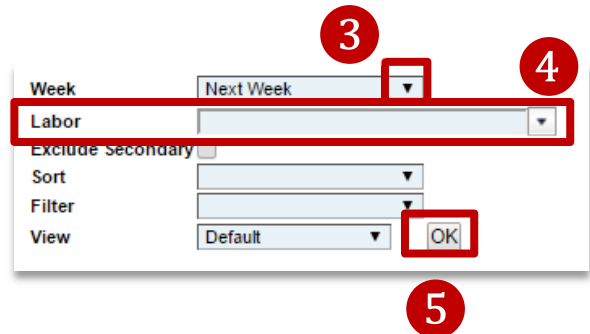 3
4
Week Next Week
Labor
Exclude Secondary
Sort
Filter
View Default OK
5